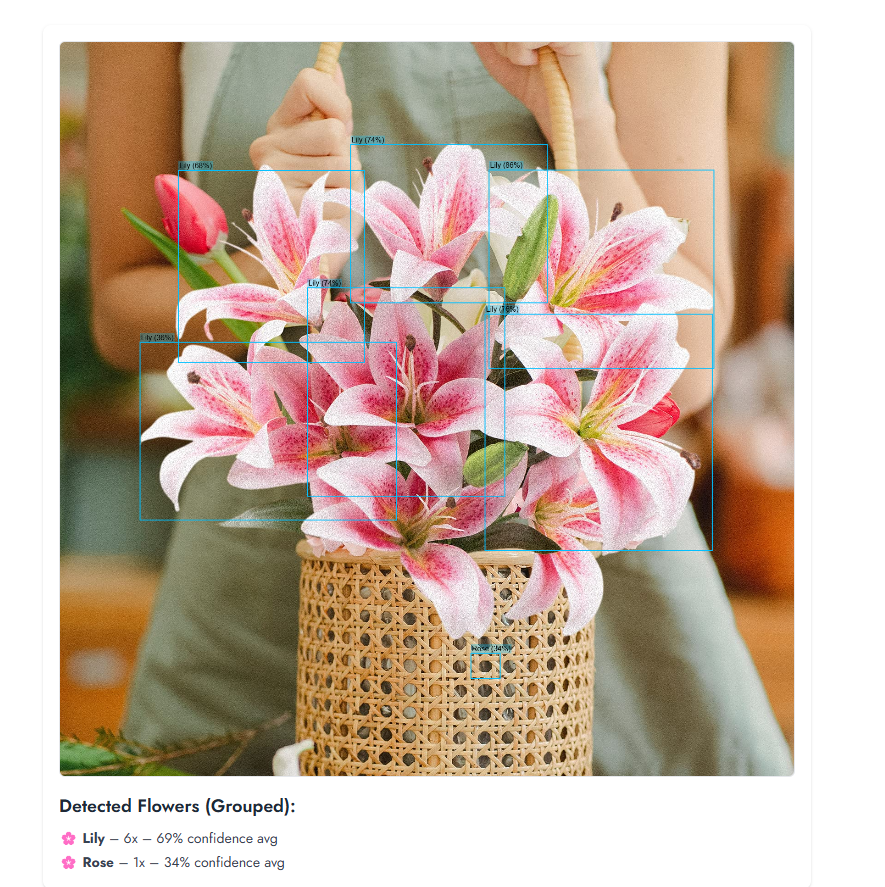 Lily (74%)
Lily (68%)
Lily (86%)
Lily (74%)
Lily (76%)
Lily (36%)
Rose (34%)
Detected Flowers (Grouped):
Lily – 6x – 69% confidence avg
Rose – 1x – 34% confidence avg